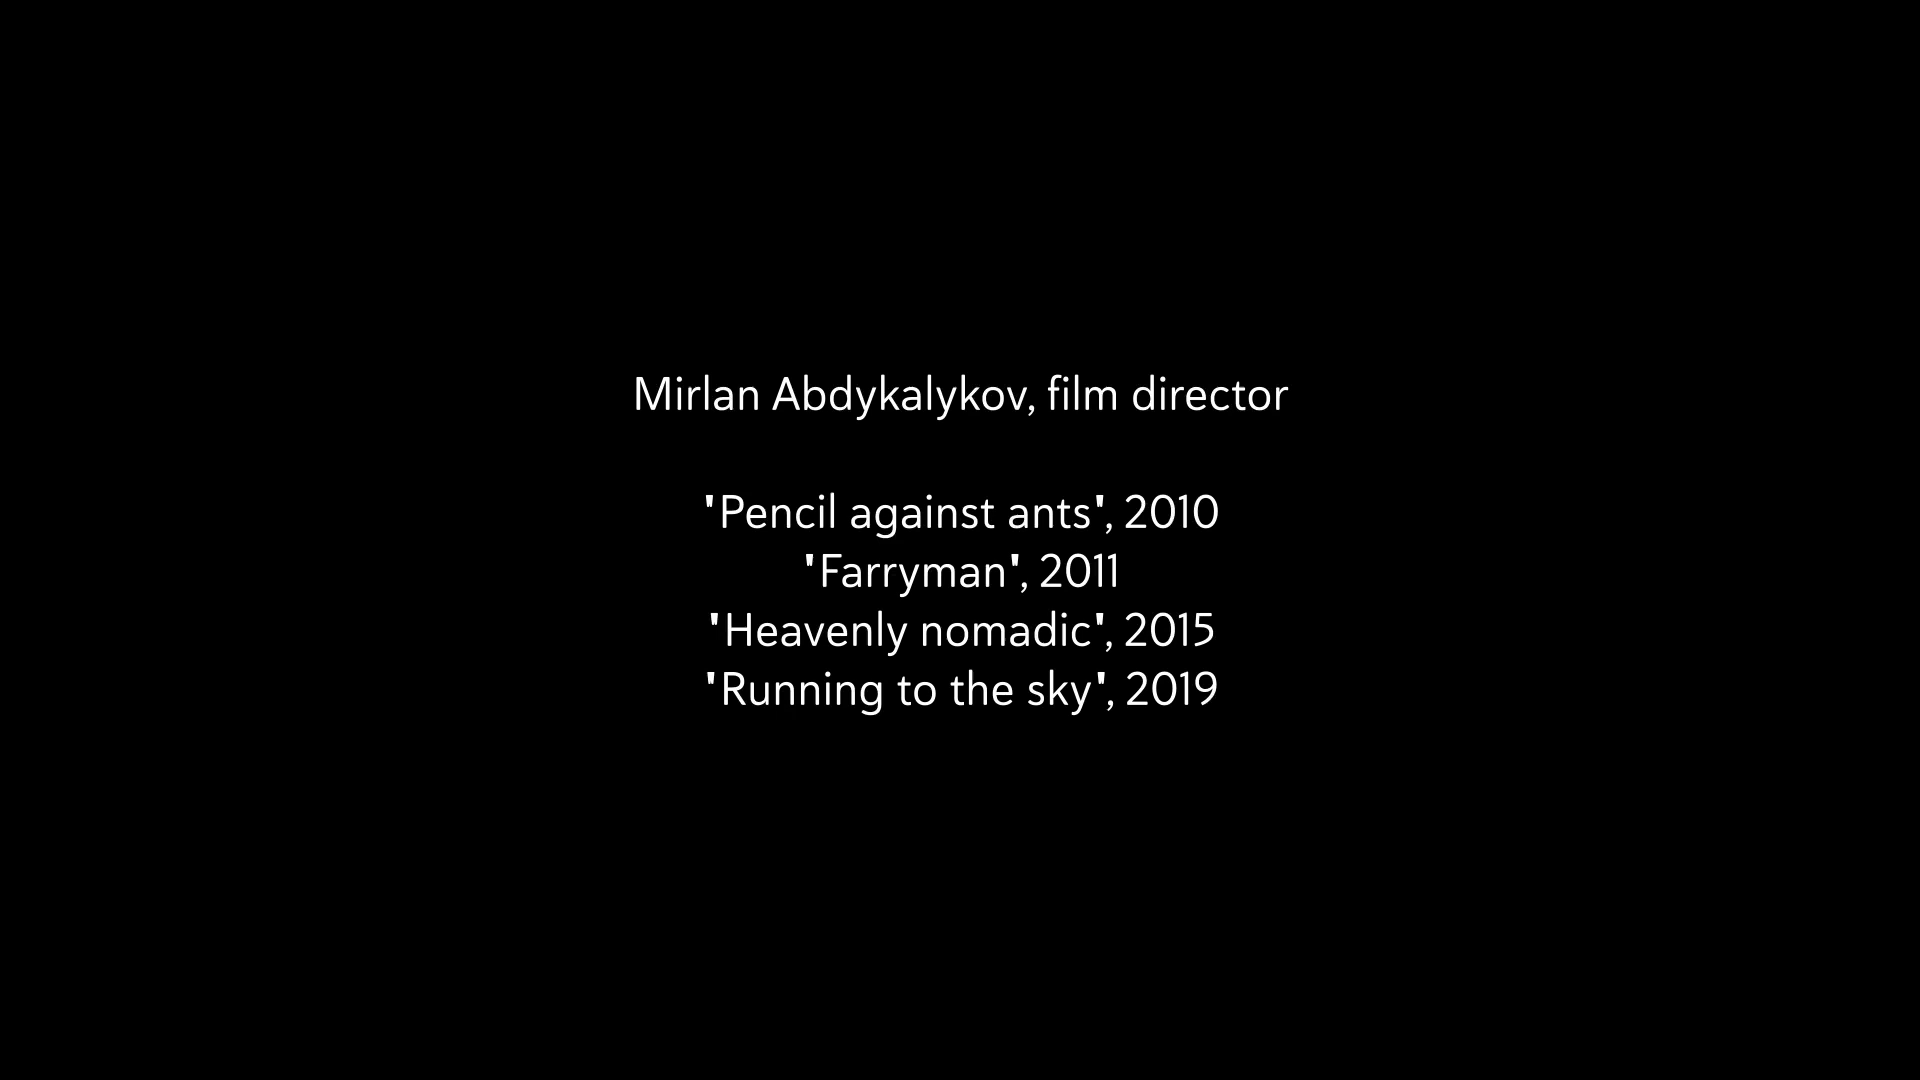 Mirlan Abdykalykov, film director
"Pencil against ants", 2010
"Farryman", 2011
"Heavenly nomadic", 2015
"Running to the sky", 2019